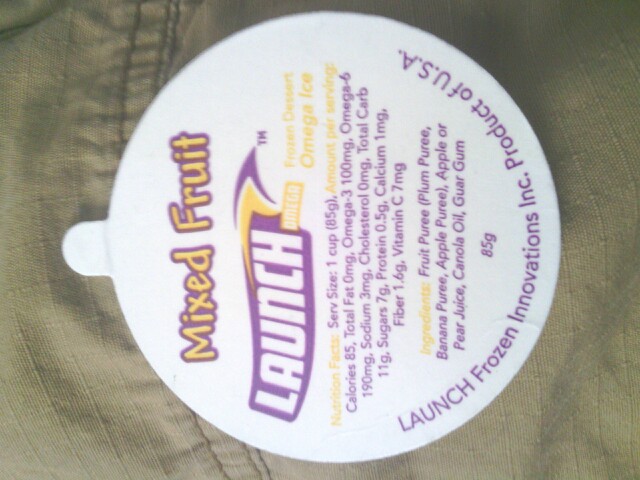 Mixed Fruit
LAUNCH™
OMEGA
Frozen Dessert
Omega Ice
Nutrition Facts: Serv Size: 1 cup (85g), Amount per serving:
Calories 85, Total Fat 0mg, Omega-3 100mg, Omega-6
190mg, Sodium 3mg, Cholesterol 0mg, Total Carb
11g, Sugars 7g, Protein 0.5g, Calcium 1mg,
Fiber 1.6g, Vitamin C 7mg
Ingredients: Fruit Puree (Plum Puree,
Banana Puree, Apple Puree), Apple or
Pear Juice, Canola Oil, Guar Gum
85g
LAUNCH Frozen Innovations Inc. Product of U.S.A.